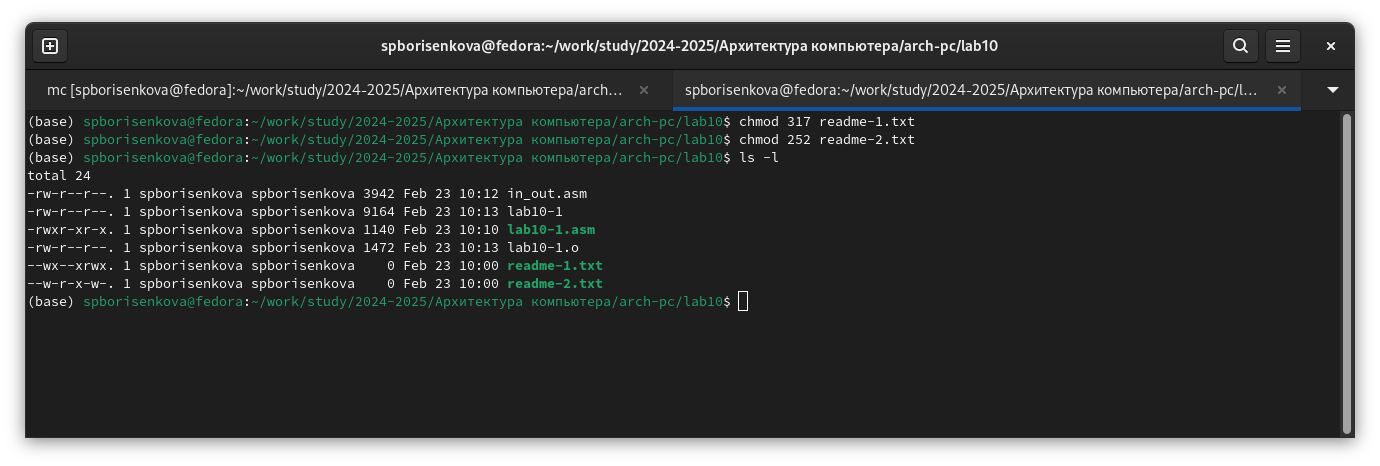 spborisenkova@fedora:~/work/study/2024-2025/Архитектура компьютера/arch-pc/lab10
mc [spborisenkova@fedora]:~/work/study/2024-2025/Архитектура компьютера/arch... spborisenkova@fedora:~/work/study/2024-2025/Архитектура компьютера/arch-pc/l...
(base) spborisenkova@fedora:~/work/study/2024-2025/Архитектура компьютера/arch-pc/lab10$ chmod 317 readme-1.txt
(base) spborisenkova@fedora:~/work/study/2024-2025/Архитектура компьютера/arch-pc/lab10$ chmod 252 readme-2.txt
(base) spborisenkova@fedora:~/work/study/2024-2025/Архитектура компьютера/arch-pc/lab10$ ls -l
total 24
-rw-r--r--. 1 spborisenkova spborisenkova 3942 Feb 23 10:12 in_out.asm
-rw-r--r--. 1 spborisenkova spborisenkova 9164 Feb 23 10:13 lab10-1
-rwxr-xr-x. 1 spborisenkova spborisenkova 1140 Feb 23 10:10 lab10-1.asm
-rw-r--r--. 1 spborisenkova spborisenkova 1472 Feb 23 10:13 lab10-1.o
--wx--xrwx. 1 spborisenkova spborisenkova    0 Feb 23 10:00 readme-1.txt
--w-r-x-w-. 1 spborisenkova spborisenkova    0 Feb 23 10:00 readme-2.txt
(base) spborisenkova@fedora:~/work/study/2024-2025/Архитектура компьютера/arch-pc/lab10$